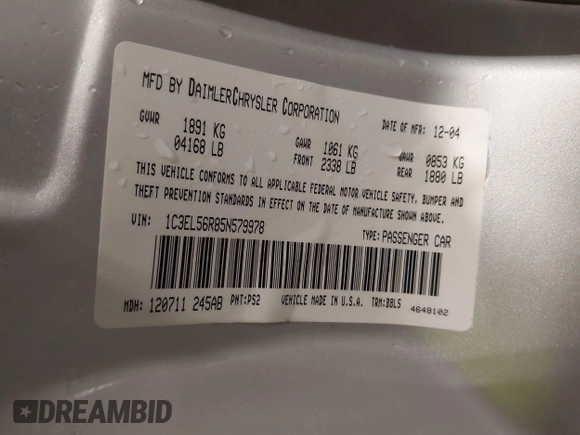 MFD BY DAIMLERCHRYSLER CORPORATION
DATE OF MFR: 12-04
GVWR 1891 KG 04168 LB
GAWR FRONT 1061 KG 2338 LB
GAWR REAR 0853 KG 1880 LB
THIS VEHICLE CONFORMS TO ALL APPLICABLE FEDERAL MOTOR VEHICLE SAFETY, BUMPER AND
THEFT PREVENTION STANDARDS IN EFFECT ON THE DATE OF MANUFACTURE SHOWN ABOVE.
VIN: 1C3EL56R85N579978
TYPE: PASSENGER CAR
MDH: 120711 245AB PNT: PS2 VEHICLE MADE IN U.S.A. TRM: BBL5
4648102
DREAMBID